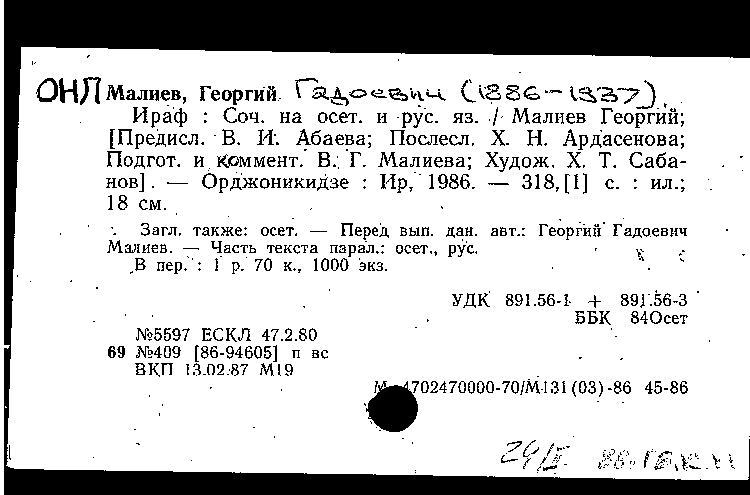 ОНЛ Малиев, Георгий Гадоевич (1886-1937)
Ираф : Соч. на осет. и рус. яз. / Малиев Георгий;
[Предисл. В. И. Абаева; Послесл. Х. Н. Ардасенова;
Подгот. и коммент. В. Г. Малиева; Худож. Х. Т. Саба-
нов]. — Орджоникидзе : Ир, 1986. — 318,[1] с. : ил.;
18 см.
Загл. также: осет. — Перед вып. дан. авт.: Георгий Гадоевич
Малиев. — Часть текста парал.: осет., рус.
В пер. : 1 р. 70 к., 1000 экз.
УДК 891.56-1 + 891.56-3
ББК 84Осет
№5597 ЕСКЛ 47.2.80
69 №409 [86-94605] п вс
ВКП 13.02.87 М19
М 4702470000-70/М131(03)-86 45-86